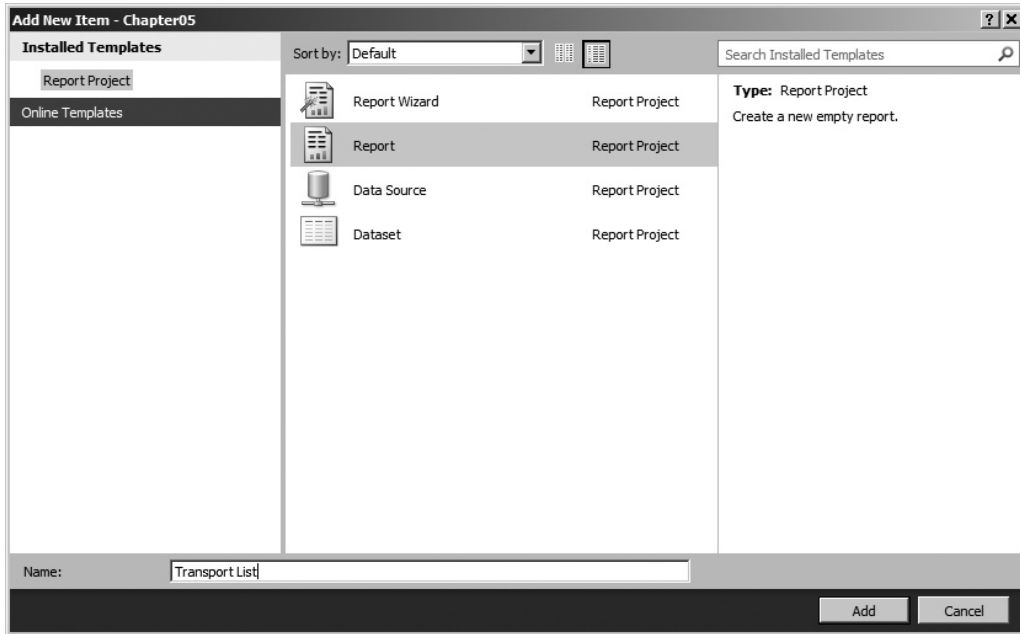 Add New Item - Chapter05
Installed Templates
Report Project
Online Templates
Sort by: Default
Search Installed Templates
Report Wizard Report Project
Report Report Project
Data Source Report Project
Dataset Report Project
Type: Report Project
Create a new empty report.
Name: Transport List
Add Cancel